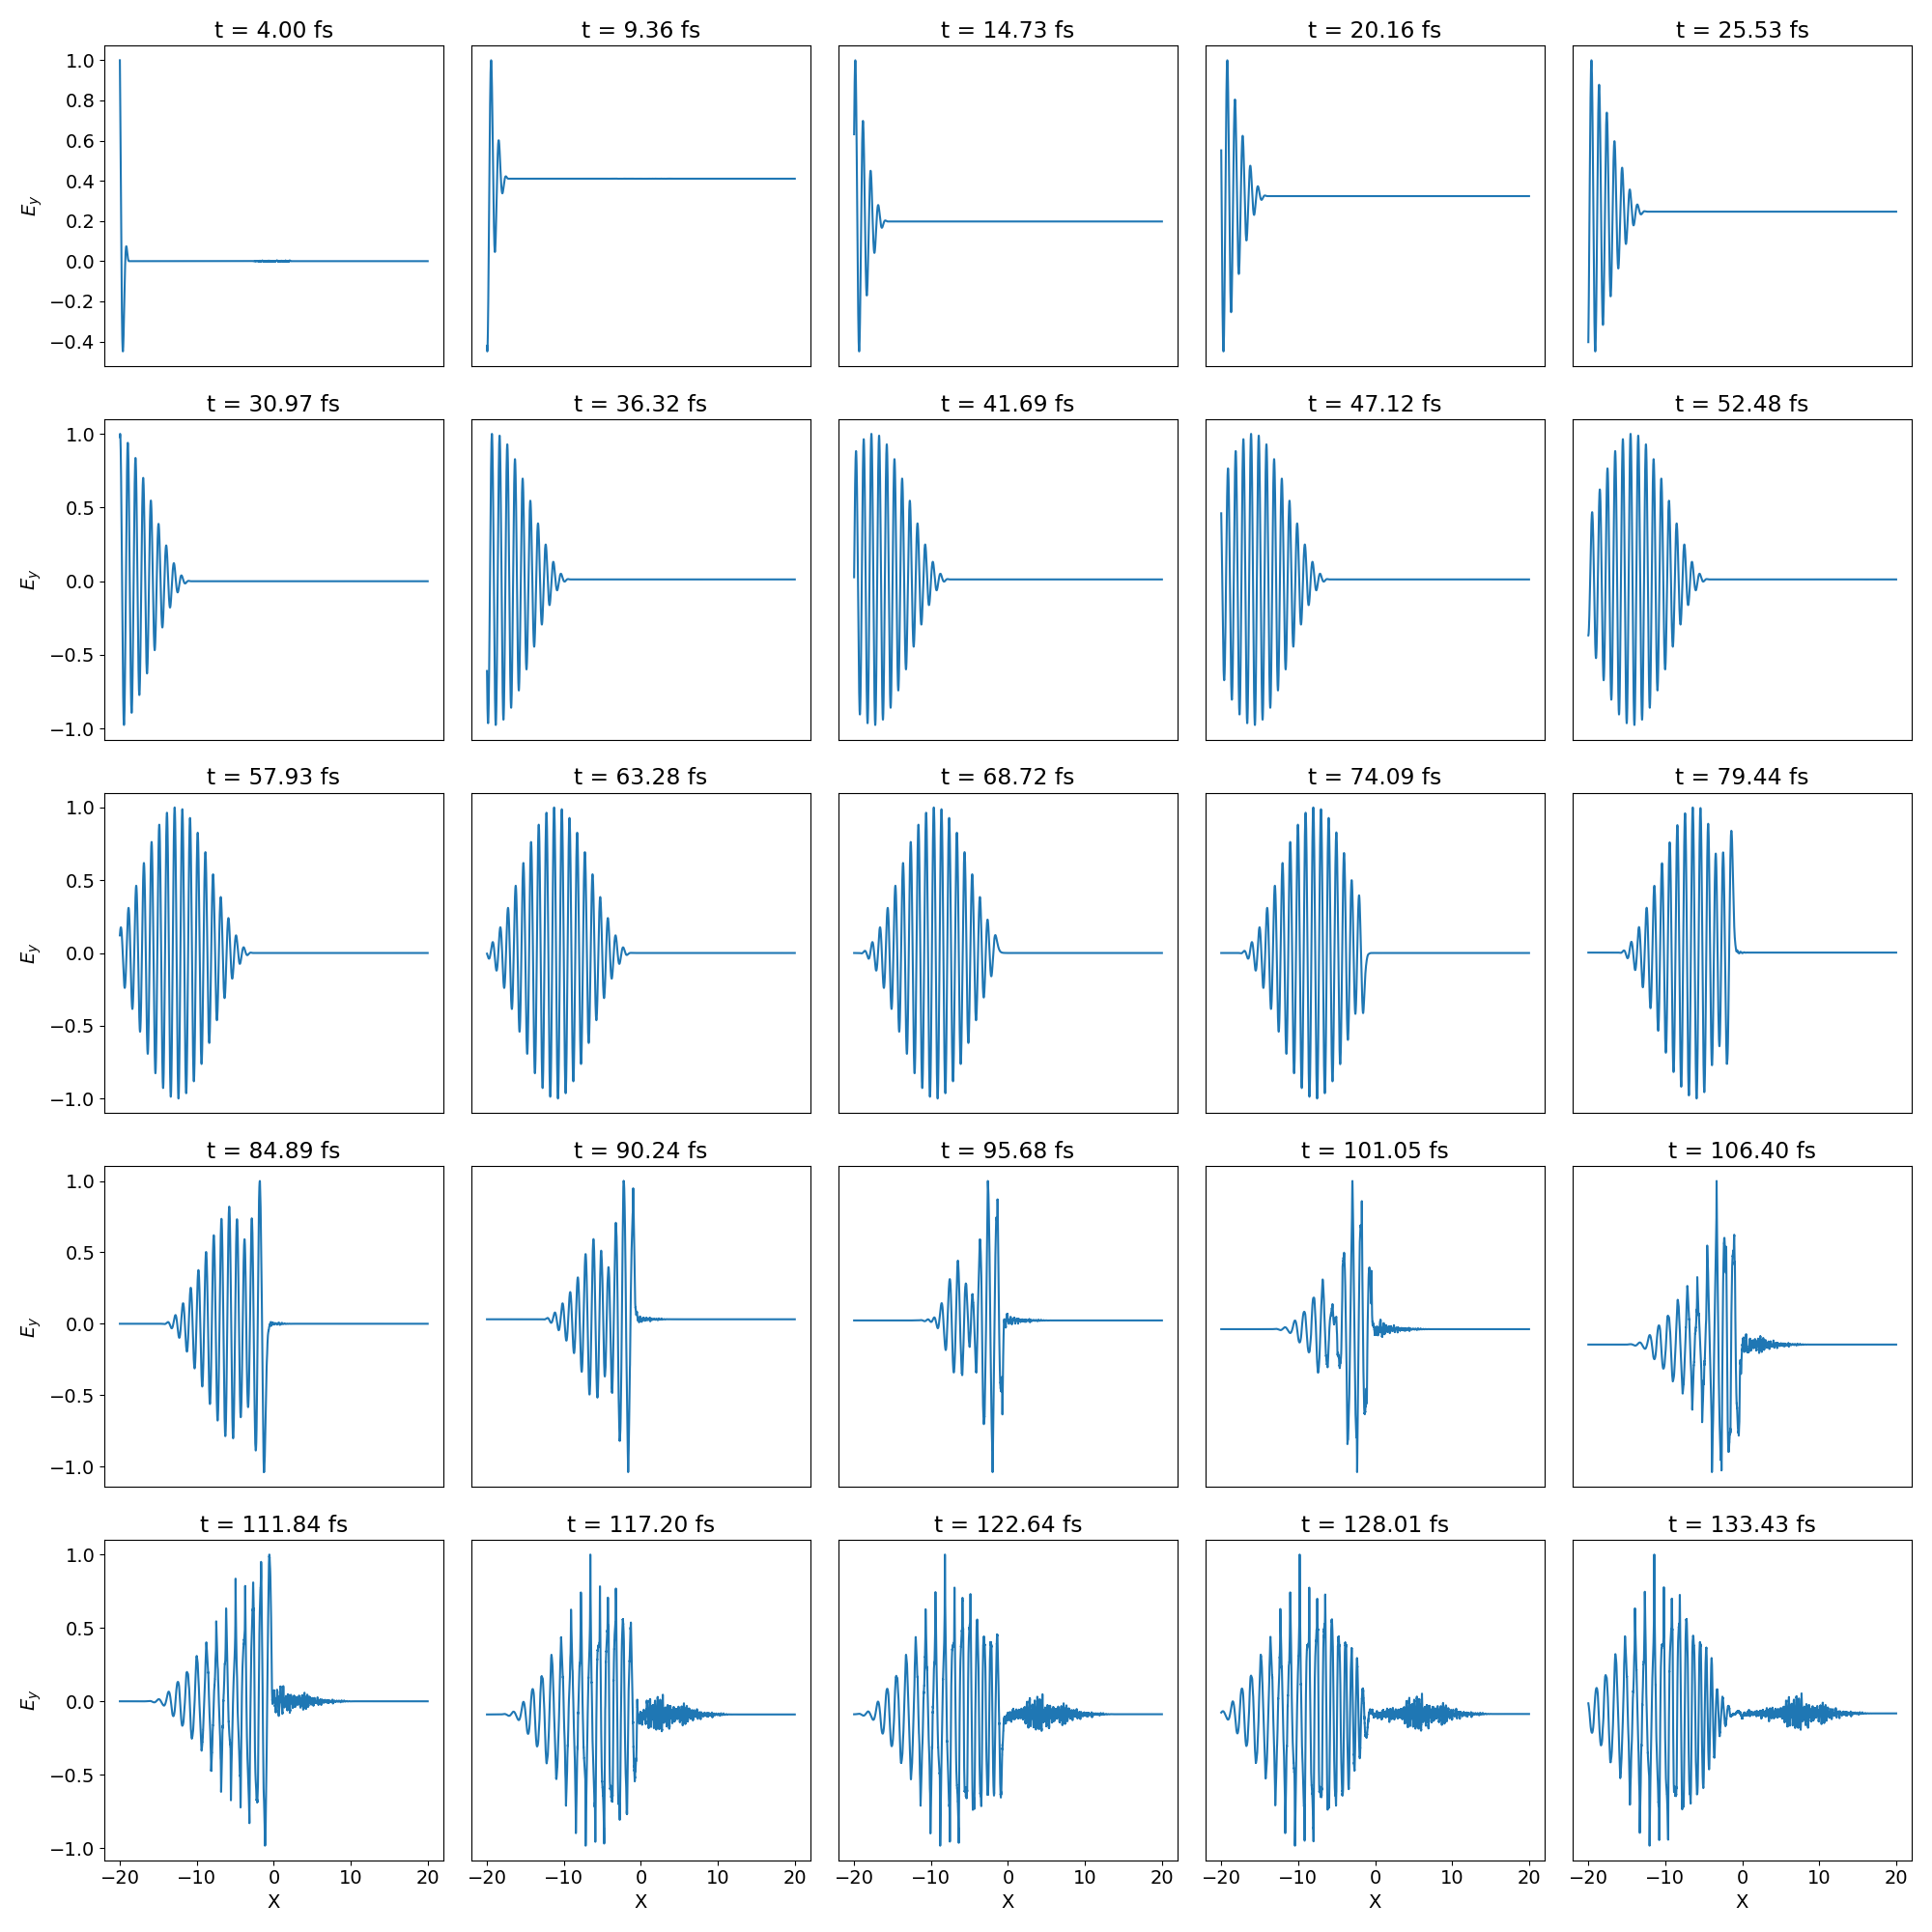 t = 4.00 fs t = 9.36 fs t = 14.73 fs t = 20.16 fs t = 25.53 fs
1.0
0.8
0.6
0.4
0.2
0.0
−0.2
−0.4
E_y
t = 30.97 fs t = 36.32 fs t = 41.69 fs t = 47.12 fs t = 52.48 fs
1.0
0.5
0.0
−0.5
−1.0
E_y
t = 57.93 fs t = 63.28 fs t = 68.72 fs t = 74.09 fs t = 79.44 fs
1.0
0.5
0.0
−0.5
−1.0
E_y
t = 84.89 fs t = 90.24 fs t = 95.68 fs t = 101.05 fs t = 106.40 fs
1.0
0.5
0.0
−0.5
−1.0
E_y
t = 111.84 fs t = 117.20 fs t = 122.64 fs t = 128.01 fs t = 133.43 fs
1.0
0.5
0.0
−0.5
−1.0
E_y
−20 −10 0 10 20 −20 −10 0 10 20 −20 −10 0 10 20 −20 −10 0 10 20 −20 −10 0 10 20
X X X X X